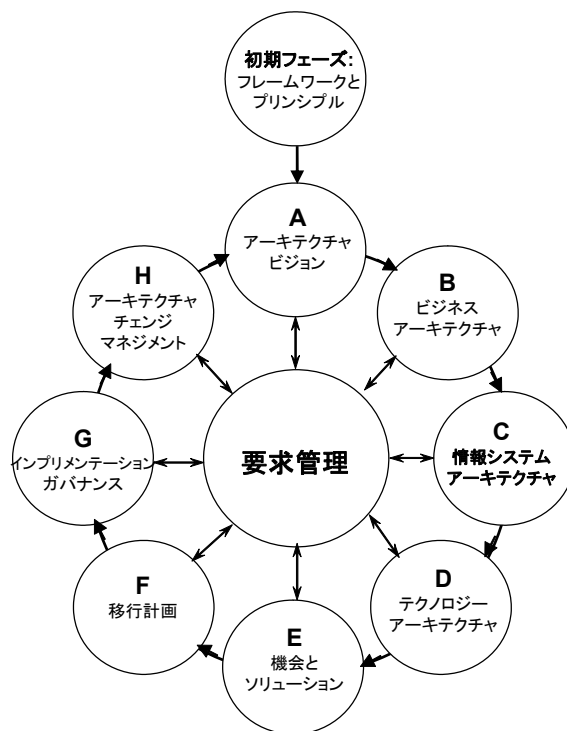 初期フェーズ:
フレームワークと
プリンシプル
A
アーキテクチャ
ビジョン
B
ビジネス
アーキテクチャ
C
情報システム
アーキテクチャ
D
テクノロジー
アーキテクチャ
E
機会と
ソリューション
F
移行計画
G
インプリメンテーション
ガバナンス
H
アーキテクチャ
チェンジ
マネジメント
要求管理